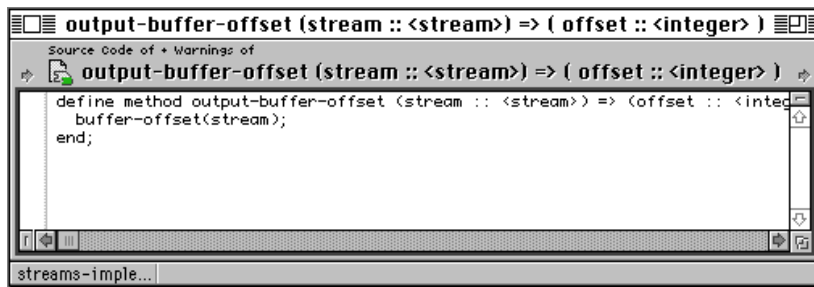 output-buffer-offset (stream :: <stream>) => ( offset :: <integer> )
Source Code of + Warnings of
output-buffer-offset (stream :: <stream>) => ( offset :: <integer> )
define method output-buffer-offset (stream :: <stream>) => (offset :: <integ
buffer-offset(stream);
end;
r
streams-imple...